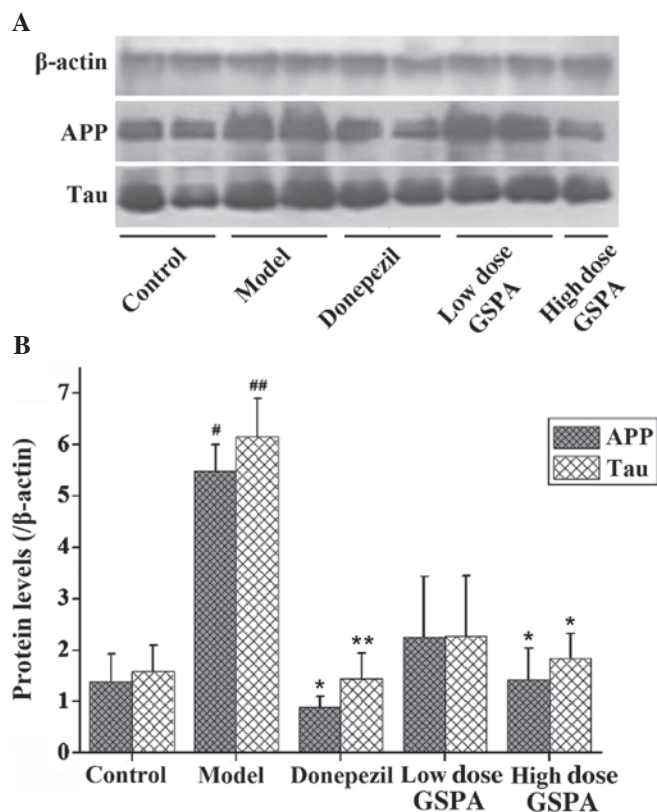 A
β-actin
APP
Tau
Control
Model
Donepezil
Low dose
GSPA
High dose
GSPA
B
Protein levels (/β-actin)
7
6
5
4
3
2
1
0
#
##
*
**
*
*
APP
Tau
Control
Model
Donepezil
Low dose
GSPA
High dose
GSPA